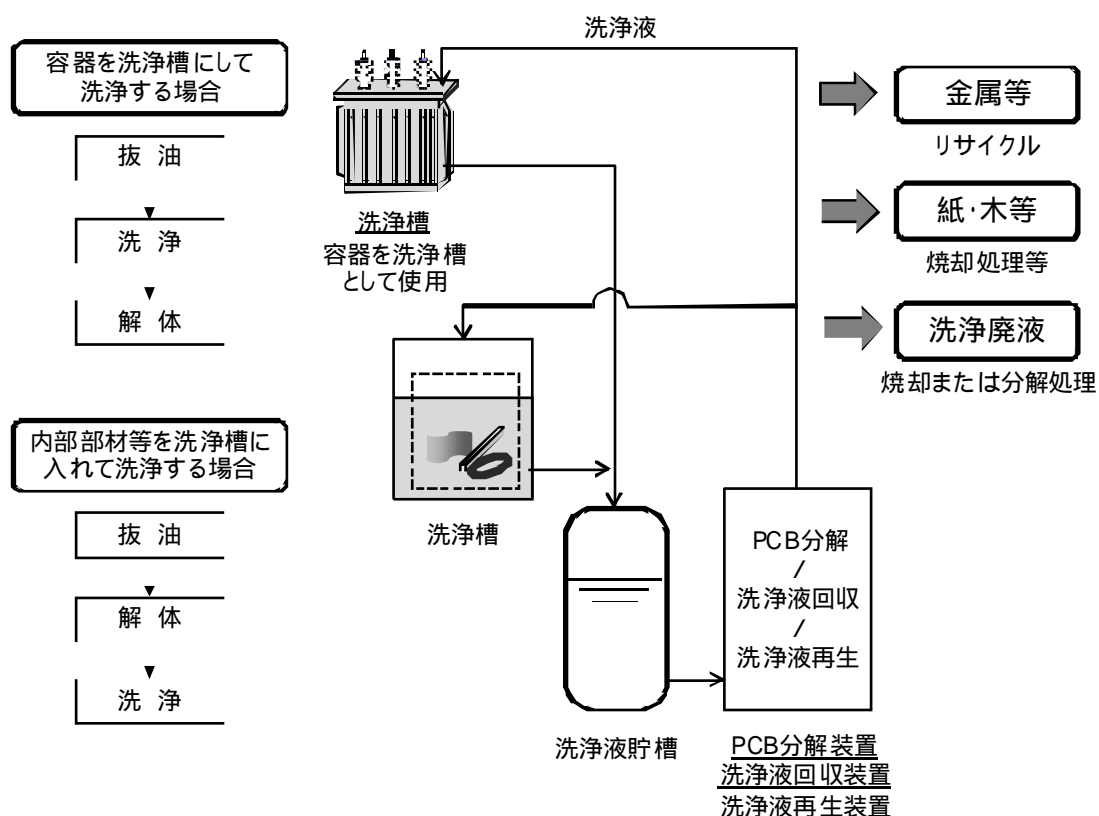 容器を洗浄槽にして
洗浄する場合
抜 油
洗 浄
解 体
内部部材等を洗浄槽に
入れて洗浄する場合
抜 油
解 体
洗 浄
洗浄液
洗浄槽
容器を洗浄槽
として使用
洗浄槽
洗浄液貯槽
PCB分解
/
洗浄液回収
/
洗浄液再生
PCB分解装置
洗浄液回収装置
洗浄液再生装置
金属等
リサイクル
紙・木等
焼却処理等
洗浄廃液
焼却または分解処理